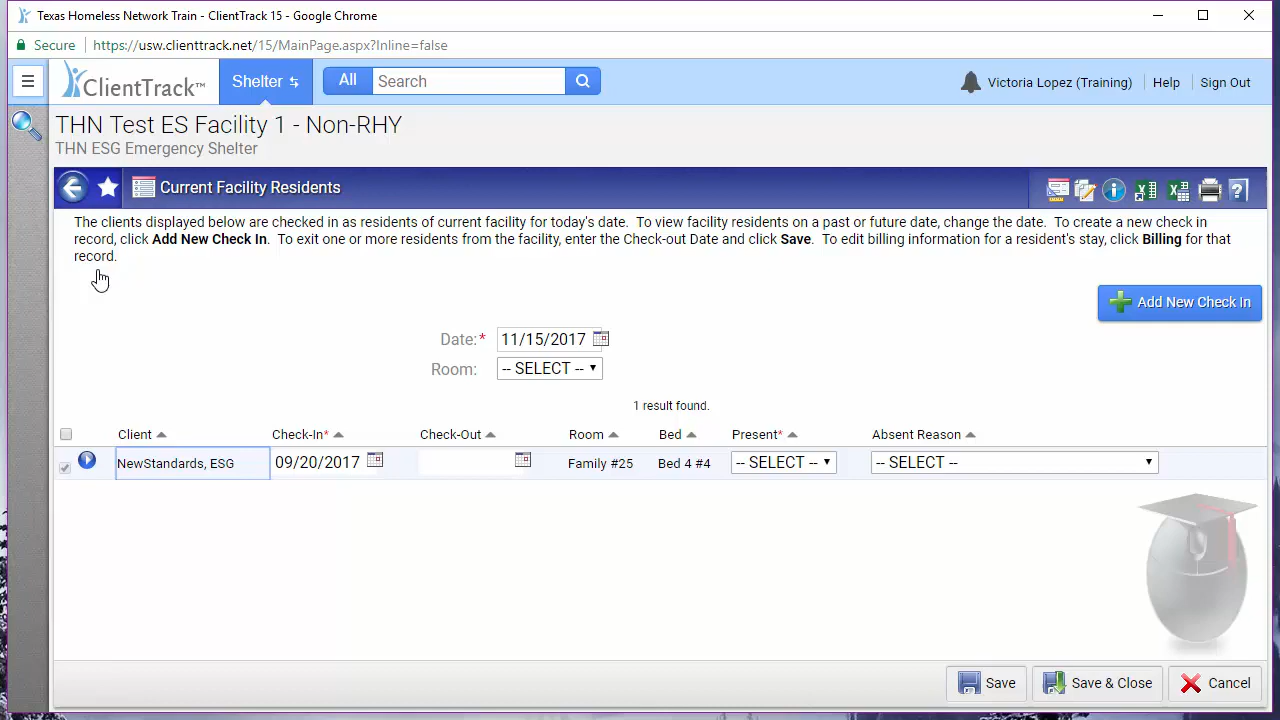 Texas Homeless Network Train - ClientTrack 15 - Google Chrome
Secure https://usw.clienttrack.net/15/MainPage.aspx?Inline=false
ClientTrack™ Shelter All Search Victoria Lopez (Training) Help Sign Out
THN Test ES Facility 1 - Non-RHY
THN ESG Emergency Shelter
Current Facility Residents
The clients displayed below are checked in as residents of current facility for today's date. To view facility residents on a past or future date, change the date. To create a new check in
record, click Add New Check In. To exit one or more residents from the facility, enter the Check-out Date and click Save. To edit billing information for a resident's stay, click Billing for that
record.
Add New Check In
Date:* 11/15/2017
Room: -- SELECT --
1 result found.
Client Check-In* Check-Out Room Bed Present* Absent Reason
NewStandards, ESG 09/20/2017 Family #25 Bed 4 #4 -- SELECT -- -- SELECT --
Save Save & Close Cancel